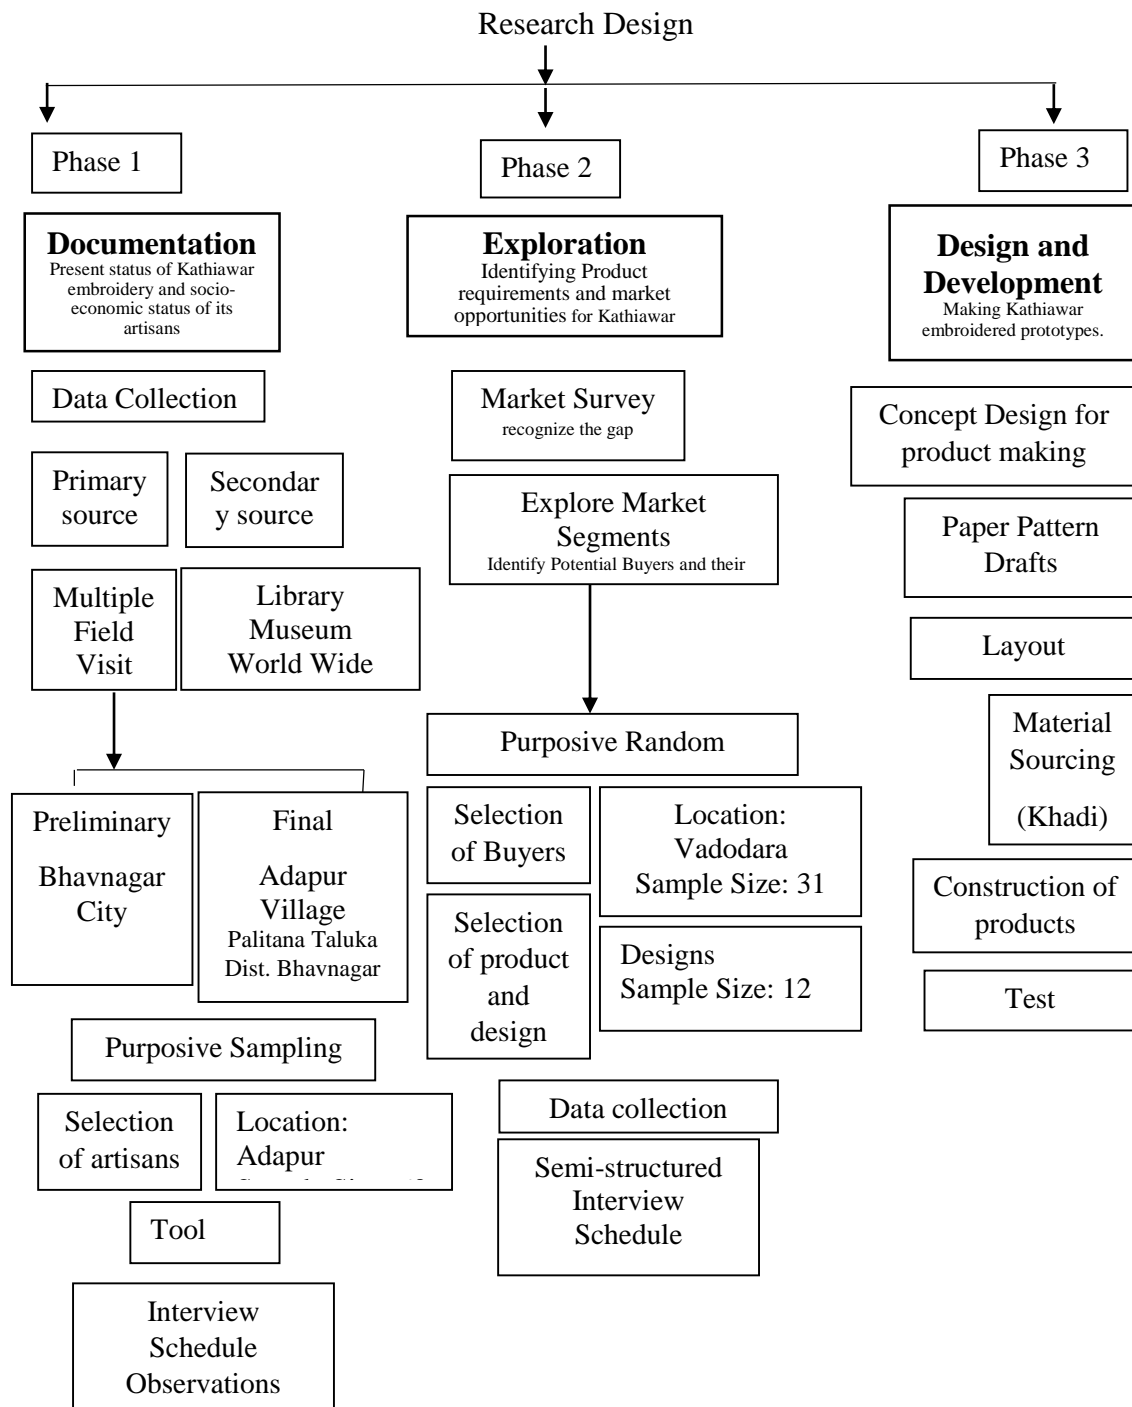 Research Design
Phase 1
Documentation
Present status of Kathiawar
embroidery and socio-
economic status of its
artisans
Data Collection
Primary
source
Secondar
y source
Multiple
Field
Visit
Library
Museum
World Wide
Preliminary
Bhavnagar
City
Final
Adapur
Village
Palitana Taluka
Dist. Bhavnagar
Purposive Sampling
Selection
of artisans
Location:
Adapur
Tool
Interview
Schedule
Observations
Phase 2
Exploration
Identifying Product
requirements and market
opportunities for Kathiawar
Market Survey
recognize the gap
Explore Market
Segments
Identify Potential Buyers and their
Purposive Random
Selection
of Buyers
Location:
Vadodara
Sample Size: 31
Selection
of product
and
design
Designs
Sample Size: 12
Data collection
Semi-structured
Interview
Schedule
Phase 3
Design and
Development
Making Kathiawar
embroidered prototypes.
Concept Design for
product making
Paper Pattern
Drafts
Layout
Material
Sourcing
(Khadi)
Construction of
products
Test